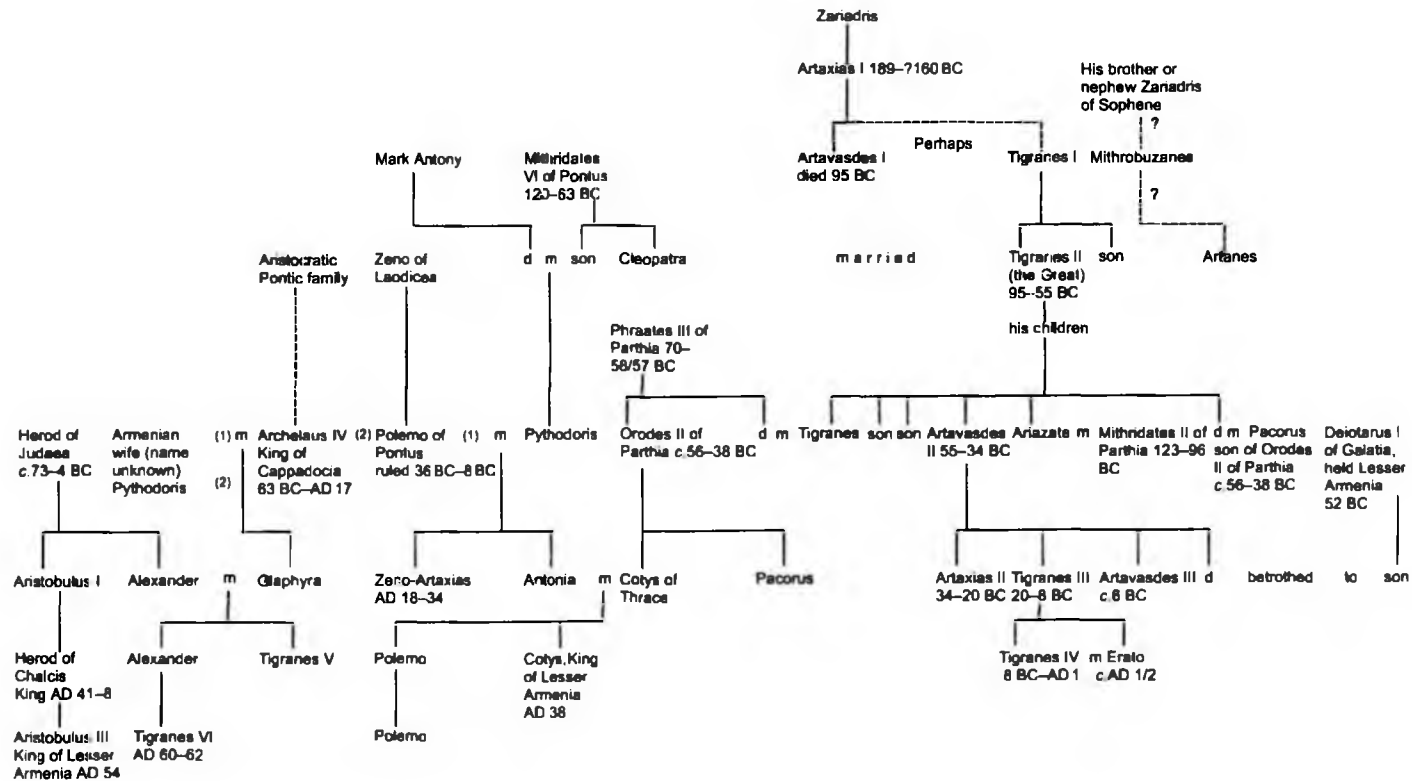 Zariadris
Artaxias I 189–?160 BC
His brother or
nephew Zariadris
of Sophene
?
Perhaps
Mark Antony
Mithridates
VI of Pontus
120–63 BC
Artavasdes I
died 95 BC
Tigranes I
Mithrobuzanes
?
Aristocratic
Pontic family
Zeno of
Laodicea
d m son
Cleopatra
married
Tigranes II
(the Great)
95–55 BC
son
Artanes
his children
Phraates III of
Parthia 70–
58/57 BC
Herod of
Judaea
c.73–4 BC
Armenian
wife (name
unknown)
Pythodoris
(1) m
(2)
Archelaus IV
King of
Cappadocia
63 BC–AD 17
(2)
Polemo of
Pontus
ruled 36 BC–8 BC
(1) m
Pythodoris
Orodes II of
Parthia c.56–38 BC
d m
Tigranes
son
son
Artavasdes
II 55–34 BC
Ariazate m
Mithridates II of
Parthia 123–96
BC
d m Pacorus
son of Orodes
II of Parthia
c.56–38 BC
Deiotarus I
of Galatia,
held Lesser
Armenia
52 BC
Aristobulus I
Alexander
m
Glaphyra
Zeno-Artaxias
AD 18–34
Antonia
m
Cotys of
Thrace
Pacorus
Artaxias II
34–20 BC
Tigranes III
20–8 BC
Artavasdes III
c.6 BC
d
betrothed to son
Herod of
Chalcis
King AD 41–8
Alexander
Tigranes V
Polemo
Cotys, King
of Lesser
Armenia
AD 38
Tigranes IV
8 BC–AD 1
m Erato
c.AD 1/2
Aristobulus III
King of Lesser
Armenia AD 54
Tigranes VI
AD 60–62
Polemo